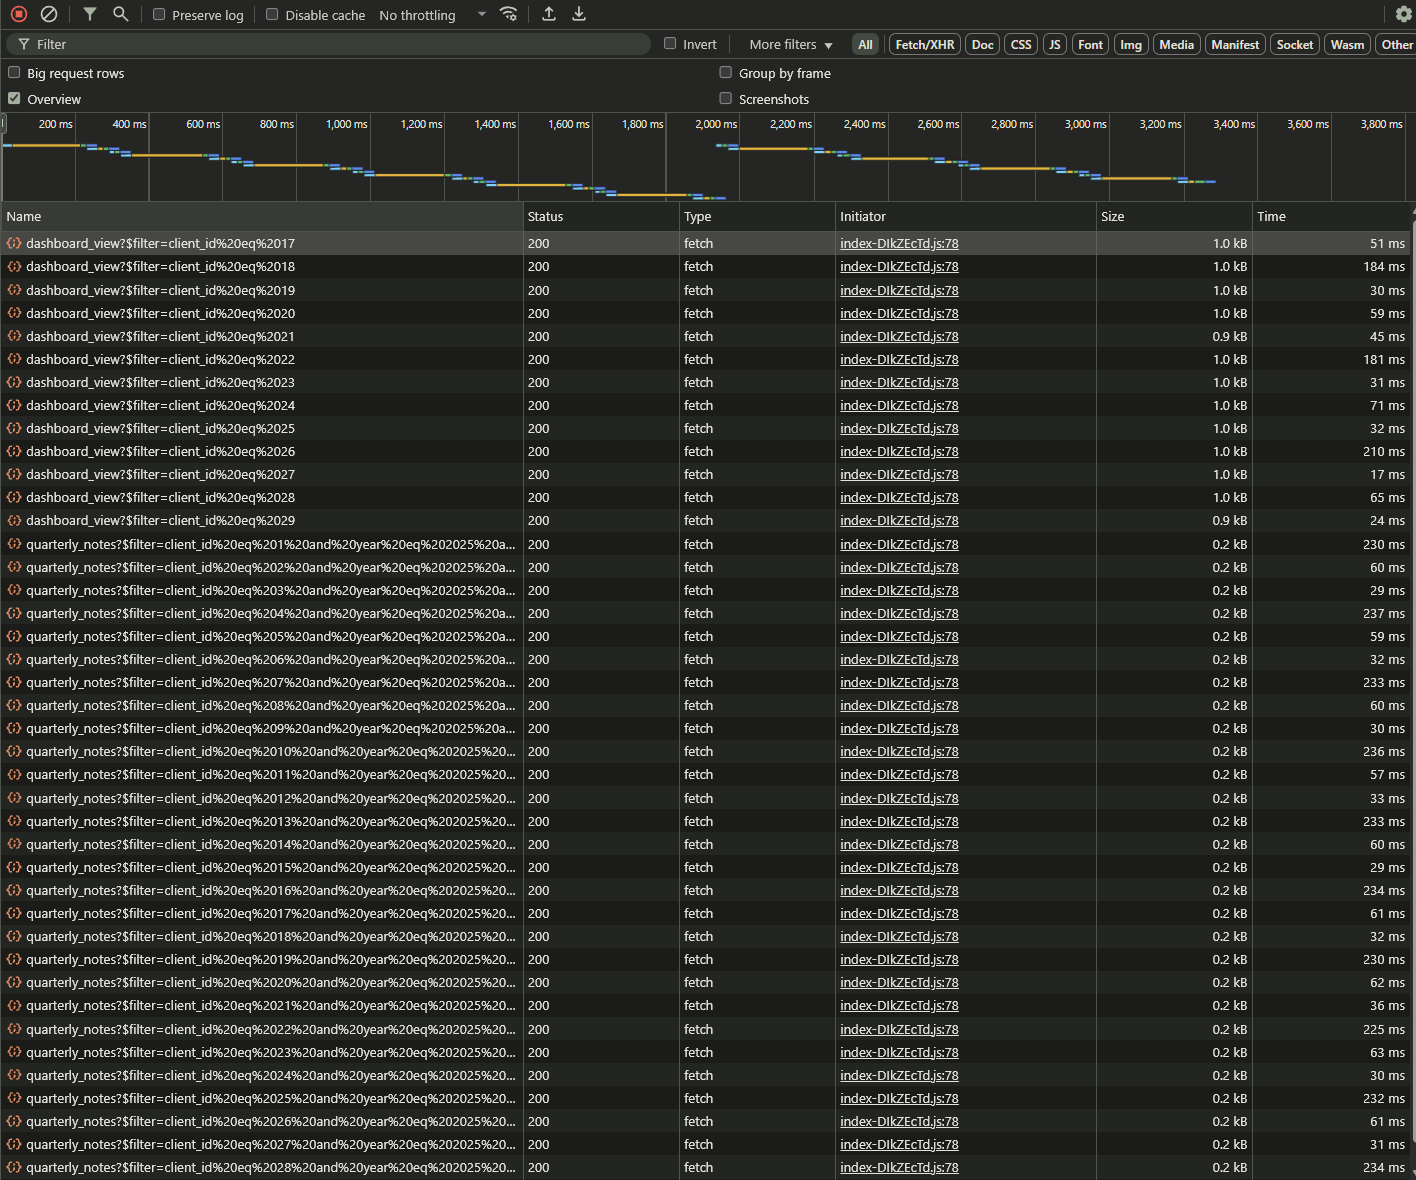 Preserve log Disable cache No throttling
Filter Invert More filters All Fetch/XHR Doc CSS JS Font Img Media Manifest Socket Wasm Other
Big request rows Group by frame
Overview Screenshots
200 ms 400 ms 600 ms 800 ms 1,000 ms 1,200 ms 1,400 ms 1,600 ms 1,800 ms 2,000 ms 2,200 ms 2,400 ms 2,600 ms 2,800 ms 3,000 ms 3,200 ms 3,400 ms 3,600 ms 3,800 ms
Name Status Type Initiator Size Time
dashboard_view?$filter=client_id%20eq%2017 200 fetch index-DIkZEcTd.js:78 1.0 kB 51 ms
dashboard_view?$filter=client_id%20eq%2018 200 fetch index-DIkZEcTd.js:78 1.0 kB 184 ms
dashboard_view?$filter=client_id%20eq%2019 200 fetch index-DIkZEcTd.js:78 1.0 kB 30 ms
dashboard_view?$filter=client_id%20eq%2020 200 fetch index-DIkZEcTd.js:78 1.0 kB 59 ms
dashboard_view?$filter=client_id%20eq%2021 200 fetch index-DIkZEcTd.js:78 0.9 kB 45 ms
dashboard_view?$filter=client_id%20eq%2022 200 fetch index-DIkZEcTd.js:78 1.0 kB 181 ms
dashboard_view?$filter=client_id%20eq%2023 200 fetch index-DIkZEcTd.js:78 1.0 kB 31 ms
dashboard_view?$filter=client_id%20eq%2024 200 fetch index-DIkZEcTd.js:78 1.0 kB 71 ms
dashboard_view?$filter=client_id%20eq%2025 200 fetch index-DIkZEcTd.js:78 1.0 kB 32 ms
dashboard_view?$filter=client_id%20eq%2026 200 fetch index-DIkZEcTd.js:78 1.0 kB 210 ms
dashboard_view?$filter=client_id%20eq%2027 200 fetch index-DIkZEcTd.js:78 1.0 kB 17 ms
dashboard_view?$filter=client_id%20eq%2028 200 fetch index-DIkZEcTd.js:78 1.0 kB 65 ms
dashboard_view?$filter=client_id%20eq%2029 200 fetch index-DIkZEcTd.js:78 0.9 kB 24 ms
quarterly_notes?$filter=client_id%20eq%201%20and%20year%20eq%202025%20a... 200 fetch index-DIkZEcTd.js:78 0.2 kB 230 ms
quarterly_notes?$filter=client_id%20eq%202%20and%20year%20eq%202025%20a... 200 fetch index-DIkZEcTd.js:78 0.2 kB 60 ms
quarterly_notes?$filter=client_id%20eq%203%20and%20year%20eq%202025%20a... 200 fetch index-DIkZEcTd.js:78 0.2 kB 29 ms
quarterly_notes?$filter=client_id%20eq%204%20and%20year%20eq%202025%20a... 200 fetch index-DIkZEcTd.js:78 0.2 kB 237 ms
quarterly_notes?$filter=client_id%20eq%205%20and%20year%20eq%202025%20a... 200 fetch index-DIkZEcTd.js:78 0.2 kB 59 ms
quarterly_notes?$filter=client_id%20eq%206%20and%20year%20eq%202025%20a... 200 fetch index-DIkZEcTd.js:78 0.2 kB 32 ms
quarterly_notes?$filter=client_id%20eq%207%20and%20year%20eq%202025%20a... 200 fetch index-DIkZEcTd.js:78 0.2 kB 233 ms
quarterly_notes?$filter=client_id%20eq%208%20and%20year%20eq%202025%20a... 200 fetch index-DIkZEcTd.js:78 0.2 kB 60 ms
quarterly_notes?$filter=client_id%20eq%209%20and%20year%20eq%202025%20a... 200 fetch index-DIkZEcTd.js:78 0.2 kB 30 ms
quarterly_notes?$filter=client_id%20eq%2010%20and%20year%20eq%202025%20... 200 fetch index-DIkZEcTd.js:78 0.2 kB 236 ms
quarterly_notes?$filter=client_id%20eq%2011%20and%20year%20eq%202025%20... 200 fetch index-DIkZEcTd.js:78 0.2 kB 57 ms
quarterly_notes?$filter=client_id%20eq%2012%20and%20year%20eq%202025%20... 200 fetch index-DIkZEcTd.js:78 0.2 kB 33 ms
quarterly_notes?$filter=client_id%20eq%2013%20and%20year%20eq%202025%20... 200 fetch index-DIkZEcTd.js:78 0.2 kB 233 ms
quarterly_notes?$filter=client_id%20eq%2014%20and%20year%20eq%202025%20... 200 fetch index-DIkZEcTd.js:78 0.2 kB 60 ms
quarterly_notes?$filter=client_id%20eq%2015%20and%20year%20eq%202025%20... 200 fetch index-DIkZEcTd.js:78 0.2 kB 29 ms
quarterly_notes?$filter=client_id%20eq%2016%20and%20year%20eq%202025%20... 200 fetch index-DIkZEcTd.js:78 0.2 kB 234 ms
quarterly_notes?$filter=client_id%20eq%2017%20and%20year%20eq%202025%20... 200 fetch index-DIkZEcTd.js:78 0.2 kB 61 ms
quarterly_notes?$filter=client_id%20eq%2018%20and%20year%20eq%202025%20... 200 fetch index-DIkZEcTd.js:78 0.2 kB 32 ms
quarterly_notes?$filter=client_id%20eq%2019%20and%20year%20eq%202025%20... 200 fetch index-DIkZEcTd.js:78 0.2 kB 230 ms
quarterly_notes?$filter=client_id%20eq%2020%20and%20year%20eq%202025%20... 200 fetch index-DIkZEcTd.js:78 0.2 kB 62 ms
quarterly_notes?$filter=client_id%20eq%2021%20and%20year%20eq%202025%20... 200 fetch index-DIkZEcTd.js:78 0.2 kB 36 ms
quarterly_notes?$filter=client_id%20eq%2022%20and%20year%20eq%202025%20... 200 fetch index-DIkZEcTd.js:78 0.2 kB 225 ms
quarterly_notes?$filter=client_id%20eq%2023%20and%20year%20eq%202025%20... 200 fetch index-DIkZEcTd.js:78 0.2 kB 63 ms
quarterly_notes?$filter=client_id%20eq%2024%20and%20year%20eq%202025%20... 200 fetch index-DIkZEcTd.js:78 0.2 kB 30 ms
quarterly_notes?$filter=client_id%20eq%2025%20and%20year%20eq%202025%20... 200 fetch index-DIkZEcTd.js:78 0.2 kB 232 ms
quarterly_notes?$filter=client_id%20eq%2026%20and%20year%20eq%202025%20... 200 fetch index-DIkZEcTd.js:78 0.2 kB 61 ms
quarterly_notes?$filter=client_id%20eq%2027%20and%20year%20eq%202025%20... 200 fetch index-DIkZEcTd.js:78 0.2 kB 31 ms
quarterly_notes?$filter=client_id%20eq%2028%20and%20year%20eq%202025%20... 200 fetch index-DIkZEcTd.js:78 0.2 kB 234 ms